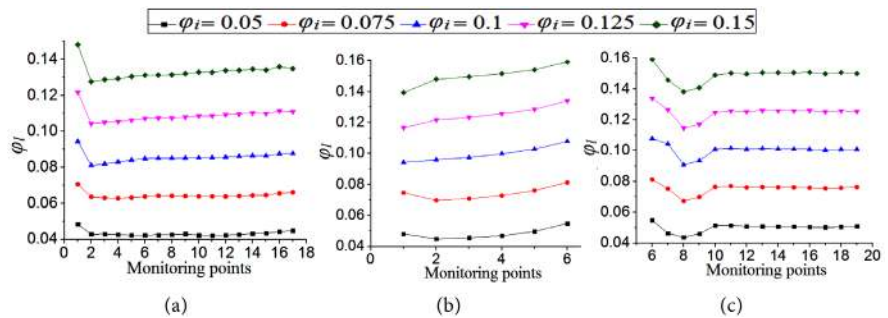 φi = 0.05 φi = 0.075 φi = 0.1 φi = 0.125 φi = 0.15
0.14
0.12
0.10
0.08
0.06
0.04
φl
0 2 4 6 8 10 12 14 16 18
Monitoring points
(a)
0.16
0.14
0.12
0.10
0.08
0.06
0.04
φl
0 1 2 3 4 5 6
Monitoring points
(b)
0.16
0.14
0.12
0.10
0.08
0.06
0.04
φl
6 8 10 12 14 16 18 20
Monitoring points
(c)